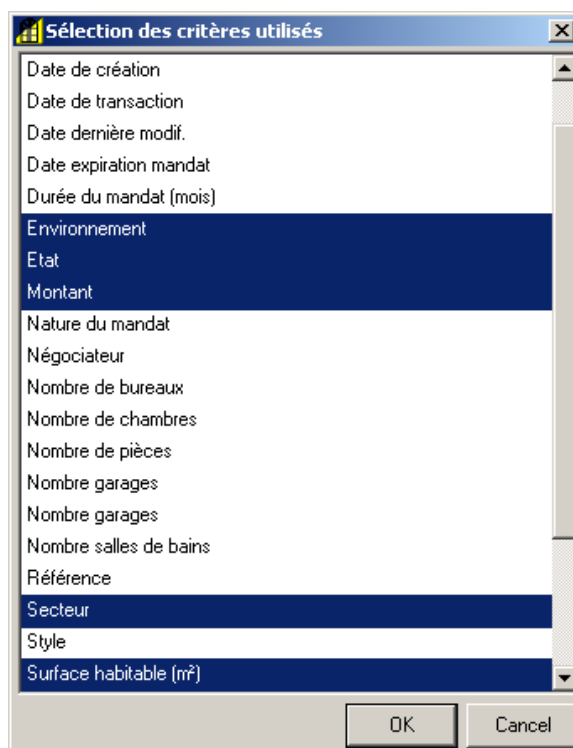 Sélection des critères utilisés
Date de création
Date de transaction
Date dernière modif.
Date expiration mandat
Durée du mandat (mois)
Environnement
Etat
Montant
Nature du mandat
Négociateur
Nombre de bureaux
Nombre de chambres
Nombre de pièces
Nombre garages
Nombre garages
Nombre salles de bains
Référence
Secteur
Style
Surface habitable (m²)
OK
Cancel